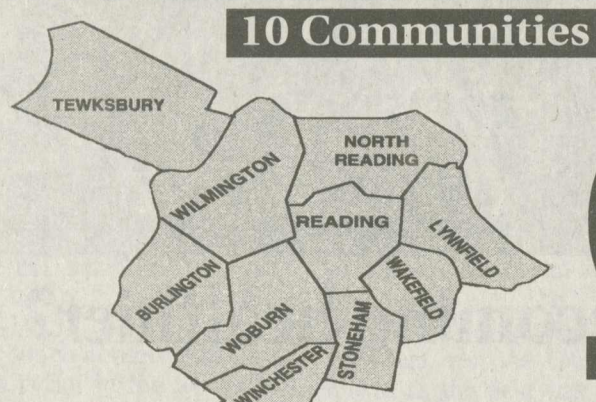 10 Communities
TEWKSBURY
NORTH
READING
WILMINGTON
READING
LYNNFIELD
BURLINGTON
WAKEFIELD
WOBURN
STONEHAM
WINCHESTER